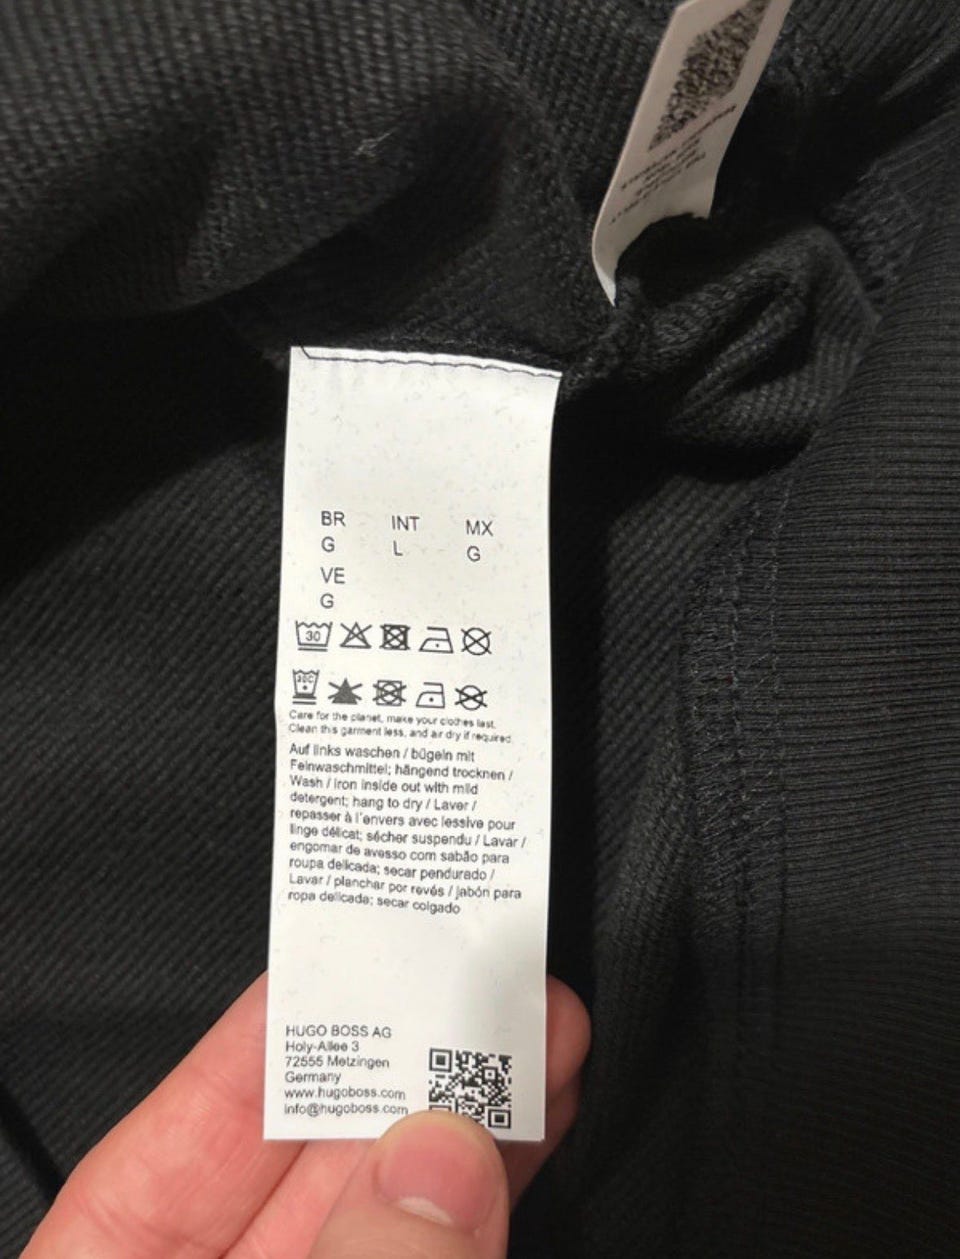 BR INT MX
G L G
VE
G
30
30C
Care for the planet, make your clothes last.
Clean this garment less, and air dry if required.
Auf links waschen / bügeln mit
Feinwaschmittel; hängend trocknen /
Wash / iron inside out with mild
detergent; hang to dry / Laver /
repasser à l'envers avec lessive pour
linge délicat; sécher suspendu / Lavar /
engomar de avesso com sabão para
roupa delicada; secar pendurado /
Lavar / planchar por revés / jabón para
ropa delicada; secar colgado
HUGO BOSS AG
Holy-Allee 3
72555 Metzingen
Germany
www.hugoboss.com
info@hugoboss.com